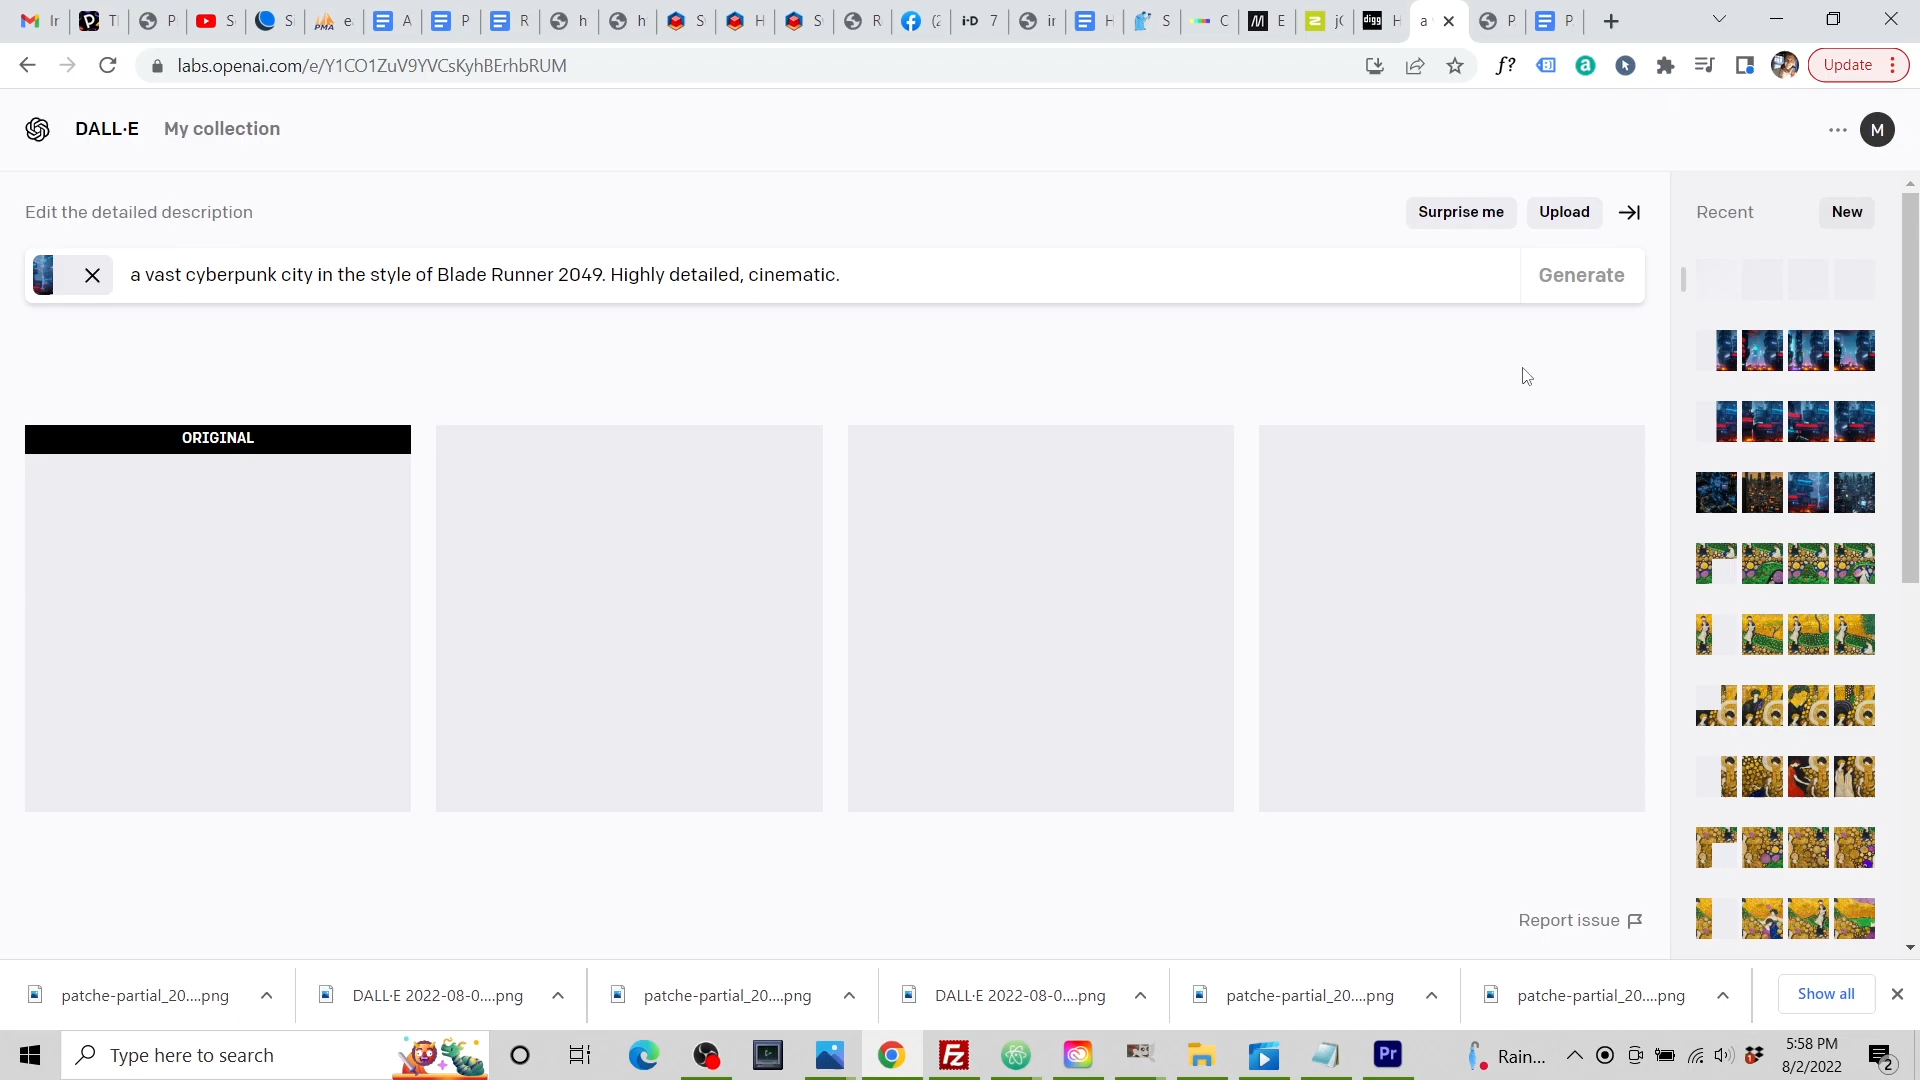 labs.openai.com/e/Y1CO1ZuV9YVCsKyhBErhbRUM
Update
DALL·E
My collection
M
Edit the detailed description
Surprise me
Upload
Recent
New
a vast cyberpunk city in the style of Blade Runner 2049. Highly detailed, cinematic.
Generate
ORIGINAL
Report issue
patche-partial_20....png
DALL·E 2022-08-0....png
patche-partial_20....png
DALL·E 2022-08-0....png
patche-partial_20....png
patche-partial_20....png
Show all
Type here to search
Pr
Rain...
5:58 PM
8/2/2022
2